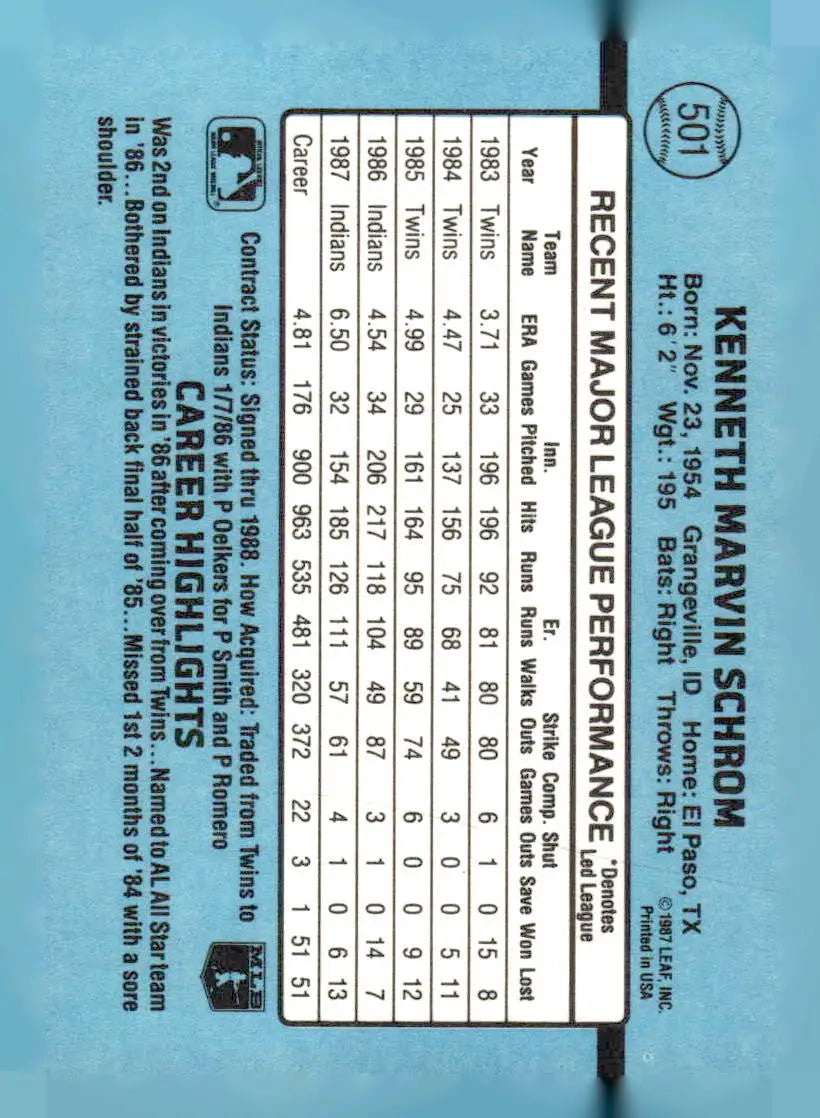 501
KENNETH MARVIN SCHROM
Born: Nov. 23, 1954 Grangeville, ID Home: El Paso, TX
Ht.: 6'2" Wgt.: 195 Bats: Right Throws: Right
©1987 LEAF, INC.
Printed in USA
RECENT MAJOR LEAGUE PERFORMANCE *Denotes Led League
Year Team Name ERA Games Inn. Pitched Hits Runs Er. Runs Walks Strike Outs Comp. Games Shut Outs Save Won Lost
1983 Twins 3.71 33 196 196 92 81 80 80 6 1 0 15 8
1984 Twins 4.47 25 137 156 75 68 41 49 3 0 0 5 11
1985 Twins 4.99 29 161 164 95 89 59 74 6 0 0 9 12
1986 Indians 4.54 34 206 217 118 104 49 87 3 1 0 14 7
1987 Indians 6.50 32 154 185 126 111 57 61 4 1 0 6 13
Career 4.81 176 900 963 535 481 320 372 22 3 1 51 51
Contract Status: Signed thru 1988. How Acquired: Traded from Twins to
Indians 1/7/86 with P Oelkers for P Smith and P Romero
MLB
CAREER HIGHLIGHTS
Was 2nd on Indians in victories in '86 after coming over from Twins...Named to AL All Star team
in '86...Bothered by strained back final half of '85...Missed 1st 2 months of '84 with a sore
shoulder.